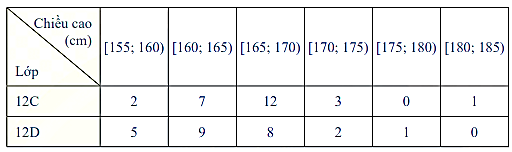 Chiều cao
(cm)
Lớp
[155; 160) [160; 165) [165; 170) [170; 175) [175; 180) [180; 185)
12C 2 7 12 3 0 1
12D 5 9 8 2 1 0